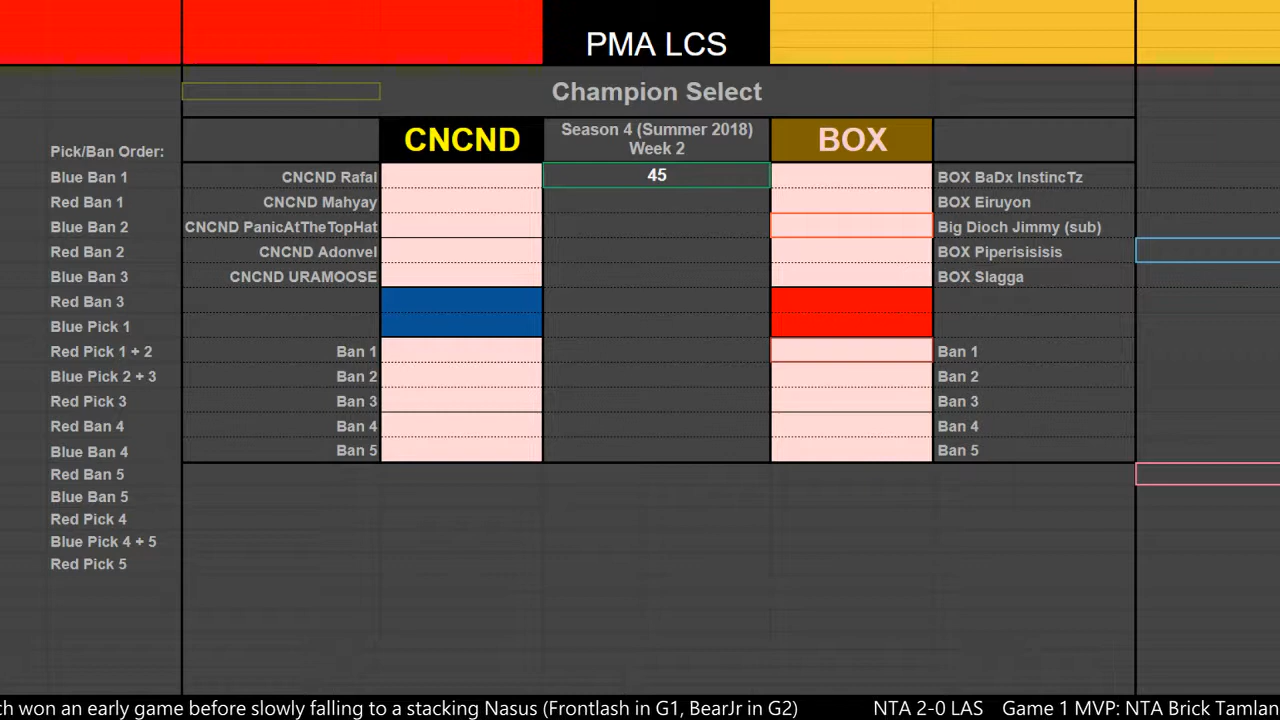 PMA LCS
Champion Select
CNCND
Season 4 (Summer 2018)
Week 2
BOX
Pick/Ban Order:
Blue Ban 1
CNCND Rafal
45
BOX BaDx InstincTz
Red Ban 1
CNCND Mahyay
BOX Eiruyon
Blue Ban 2
CNCND PanicAtTheTopHat
Big Dioch Jimmy (sub)
Red Ban 2
CNCND Adonvel
BOX Piperisisisis
Blue Ban 3
CNCND URAMOOSE
BOX Slagga
Red Ban 3
Blue Pick 1
Red Pick 1 + 2
Ban 1
Ban 1
Blue Pick 2 + 3
Ban 2
Ban 2
Red Pick 3
Ban 3
Ban 3
Red Ban 4
Ban 4
Ban 4
Blue Ban 4
Ban 5
Ban 5
Red Ban 5
Blue Ban 5
Red Pick 4
Blue Pick 4 + 5
Red Pick 5
ch won an early game before slowly falling to a stacking Nasus (Frontlash in G1, BearJr in G2) NTA 2-0 LAS Game 1 MVP: NTA Brick Tamlan